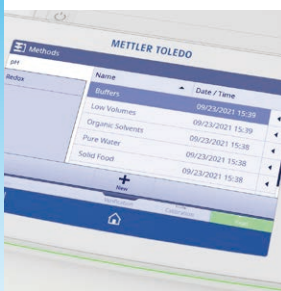 METTLER TOLEDO
Methods
pH
Redox
Name Date / Time
Buffers 09/23/2021 15:39
Low Volumes 09/23/2021 15:39
Organic Solvents 09/23/2021 15:38
Pure Water 09/23/2021 15:38
Solid Food 09/23/2021 15:38
New
Calibration